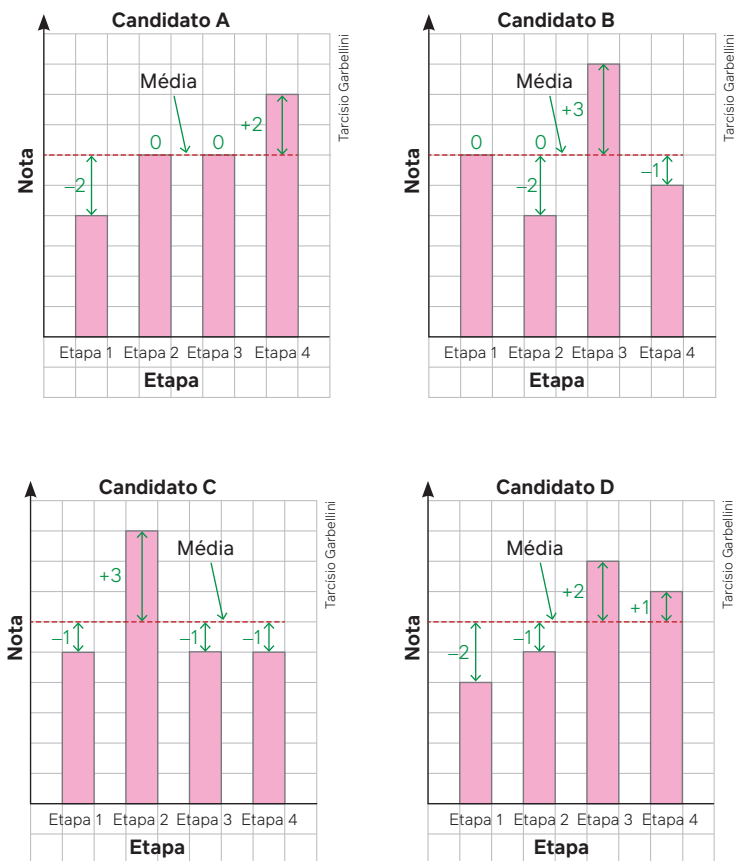 Candidato A
Média
+2
0
0
–2
Nota
Etapa 1 Etapa 2 Etapa 3 Etapa 4
Etapa
Tarcísio Garbellini
Candidato B
Média
+3
0
0
–1
–2
Nota
Etapa 1 Etapa 2 Etapa 3 Etapa 4
Etapa
Tarcísio Garbellini
Candidato C
Média
+3
–1
–1
–1
Nota
Etapa 1 Etapa 2 Etapa 3 Etapa 4
Etapa
Tarcísio Garbellini
Candidato D
Média
+2
+1
–1
–2
Nota
Etapa 1 Etapa 2 Etapa 3 Etapa 4
Etapa
Tarcísio Garbellini